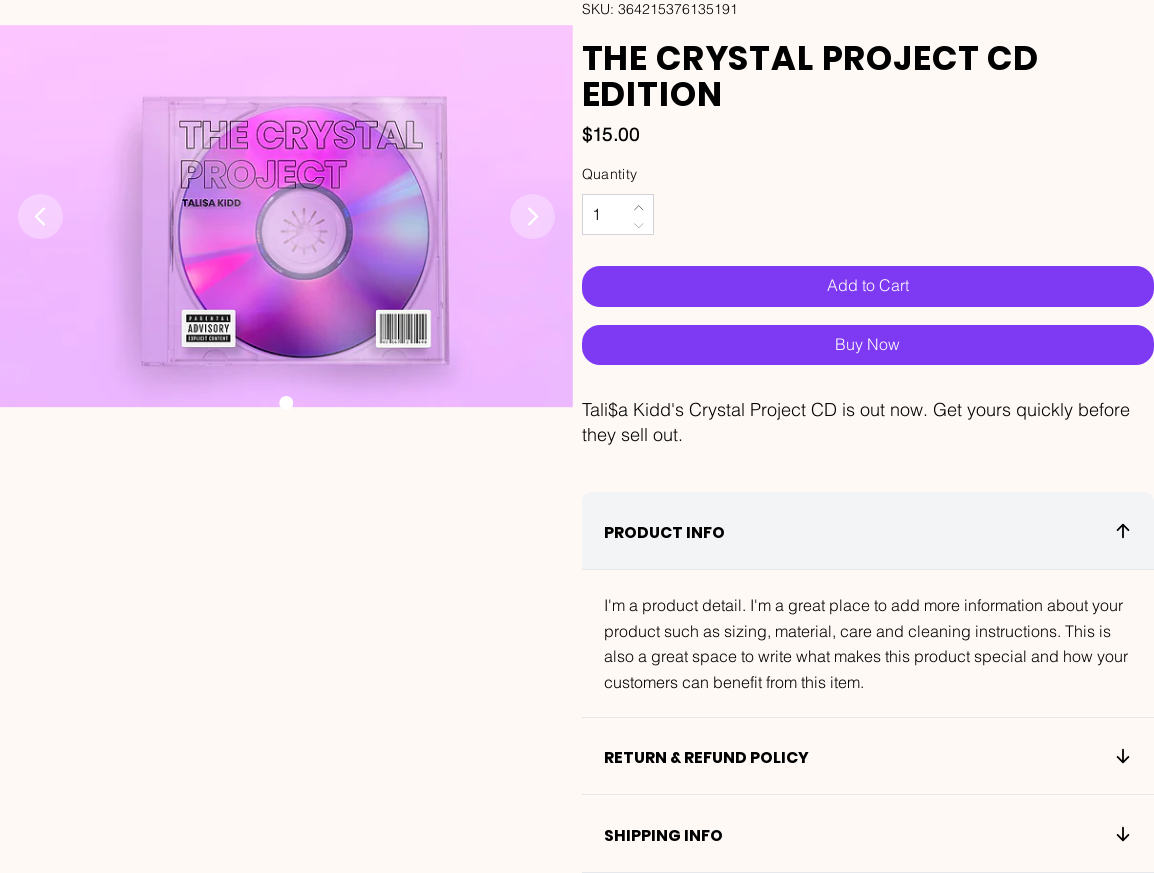 SKU: 364215376135191
THE CRYSTAL PROJECT CD
EDITION
$15.00
Quantity
1
Add to Cart
Buy Now
Tali$a Kidd's Crystal Project CD is out now. Get yours quickly before
they sell out.
PRODUCT INFO
I'm a product detail. I'm a great place to add more information about your
product such as sizing, material, care and cleaning instructions. This is
also a great space to write what makes this product special and how your
customers can benefit from this item.
RETURN & REFUND POLICY
SHIPPING INFO
THE CRYSTAL
PROJECT
TALISA KIDD
PARENTAL
ADVISORY
EXPLICIT CONTENT